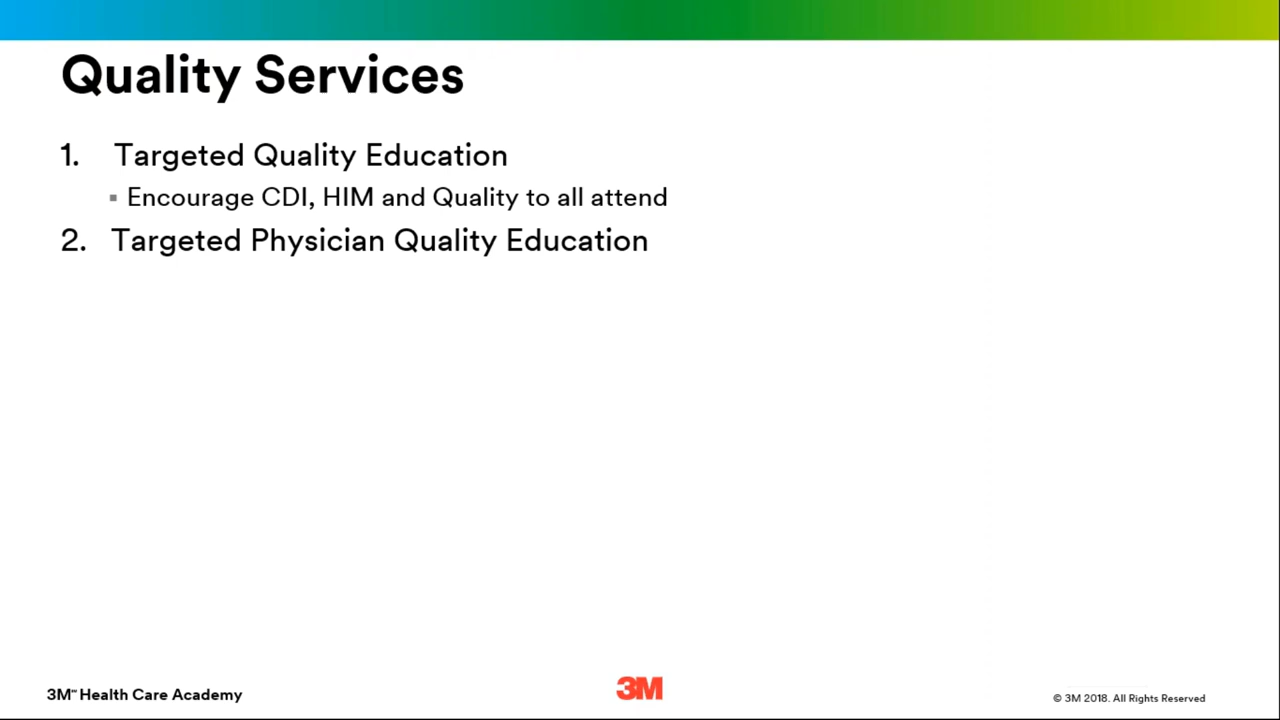 Quality Services
1. Targeted Quality Education
▪ Encourage CDI, HIM and Quality to all attend
2. Targeted Physician Quality Education
3M™ Health Care Academy
3M
© 3M 2018. All Rights Reserved